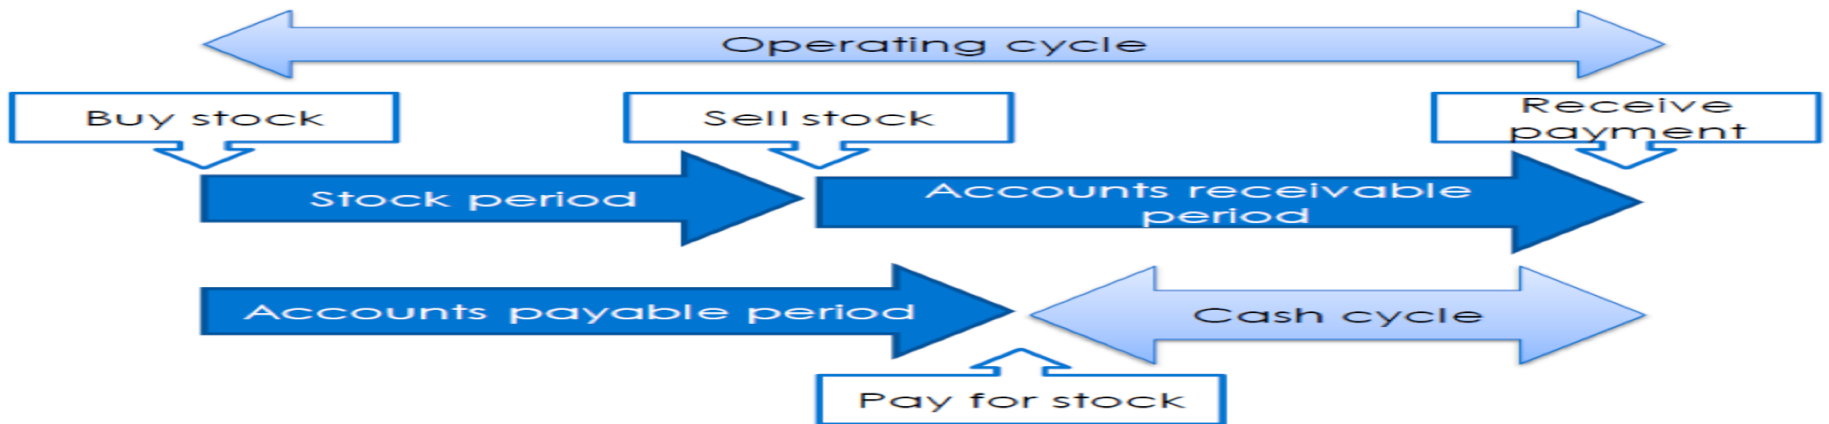 Operating cycle
Buy stock
Sell stock
Receive
payment
Stock period
Accounts receivable
period
Accounts payable period
Cash cycle
Pay for stock